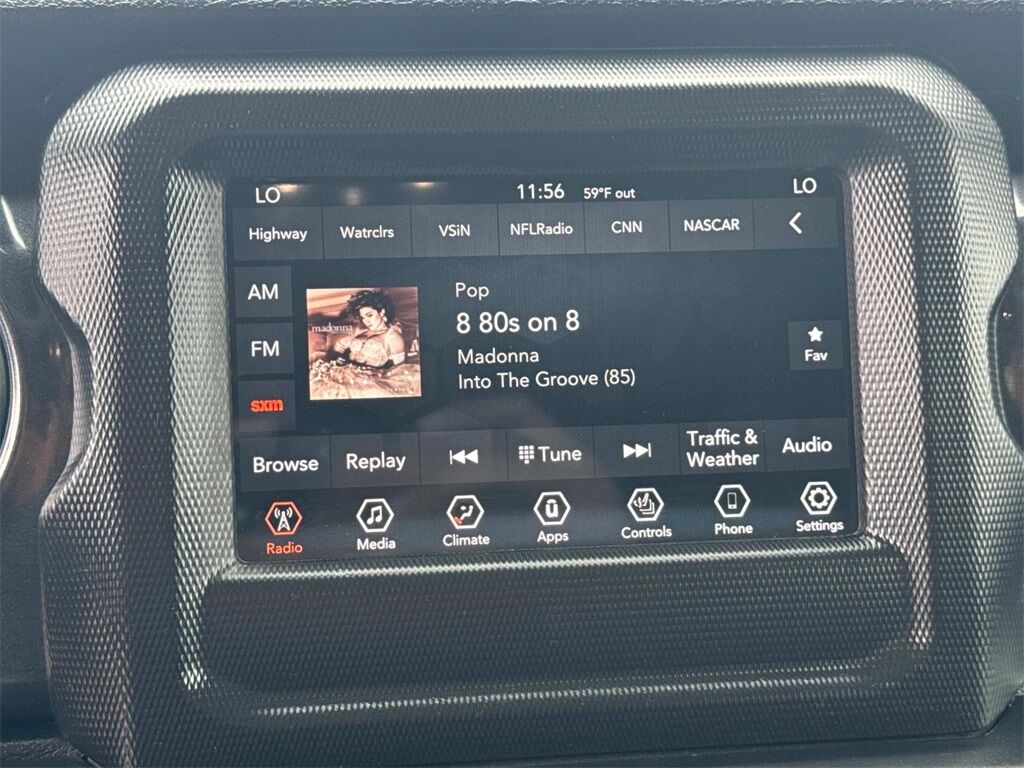 LO 11:56 59°F out LO
Highway Watrclrs VSiN NFLRadio CNN NASCAR
AM
FM
sxm
madonna
Pop
8 80s on 8
Madonna
Into The Groove (85)
Fav
Browse Replay Tune Traffic & Weather Audio
Radio Media Climate Apps Controls Phone Settings